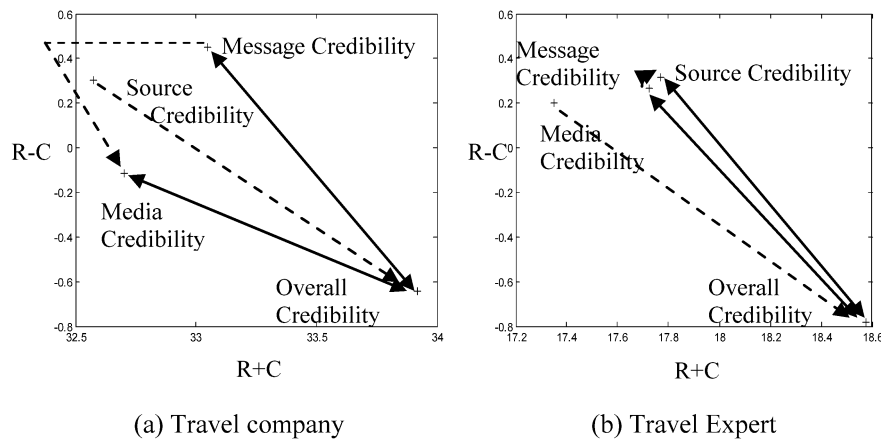 0.6
0.4
0.2
0
-0.2
-0.4
-0.6
-0.8
R-C
Message Credibility
Source
Credibility
Media
Credibility
Overall
Credibility
32.5
33
33.5
34
R+C
(a) Travel company
0.6
0.4
0.2
0
-0.2
-0.4
-0.6
-0.8
R-C
Message
Credibility
Source Credibility
Media
Credibility
Overall
Credibility
17.2
17.4
17.6
17.8
18
18.2
18.4
18.6
R+C
(b) Travel Expert